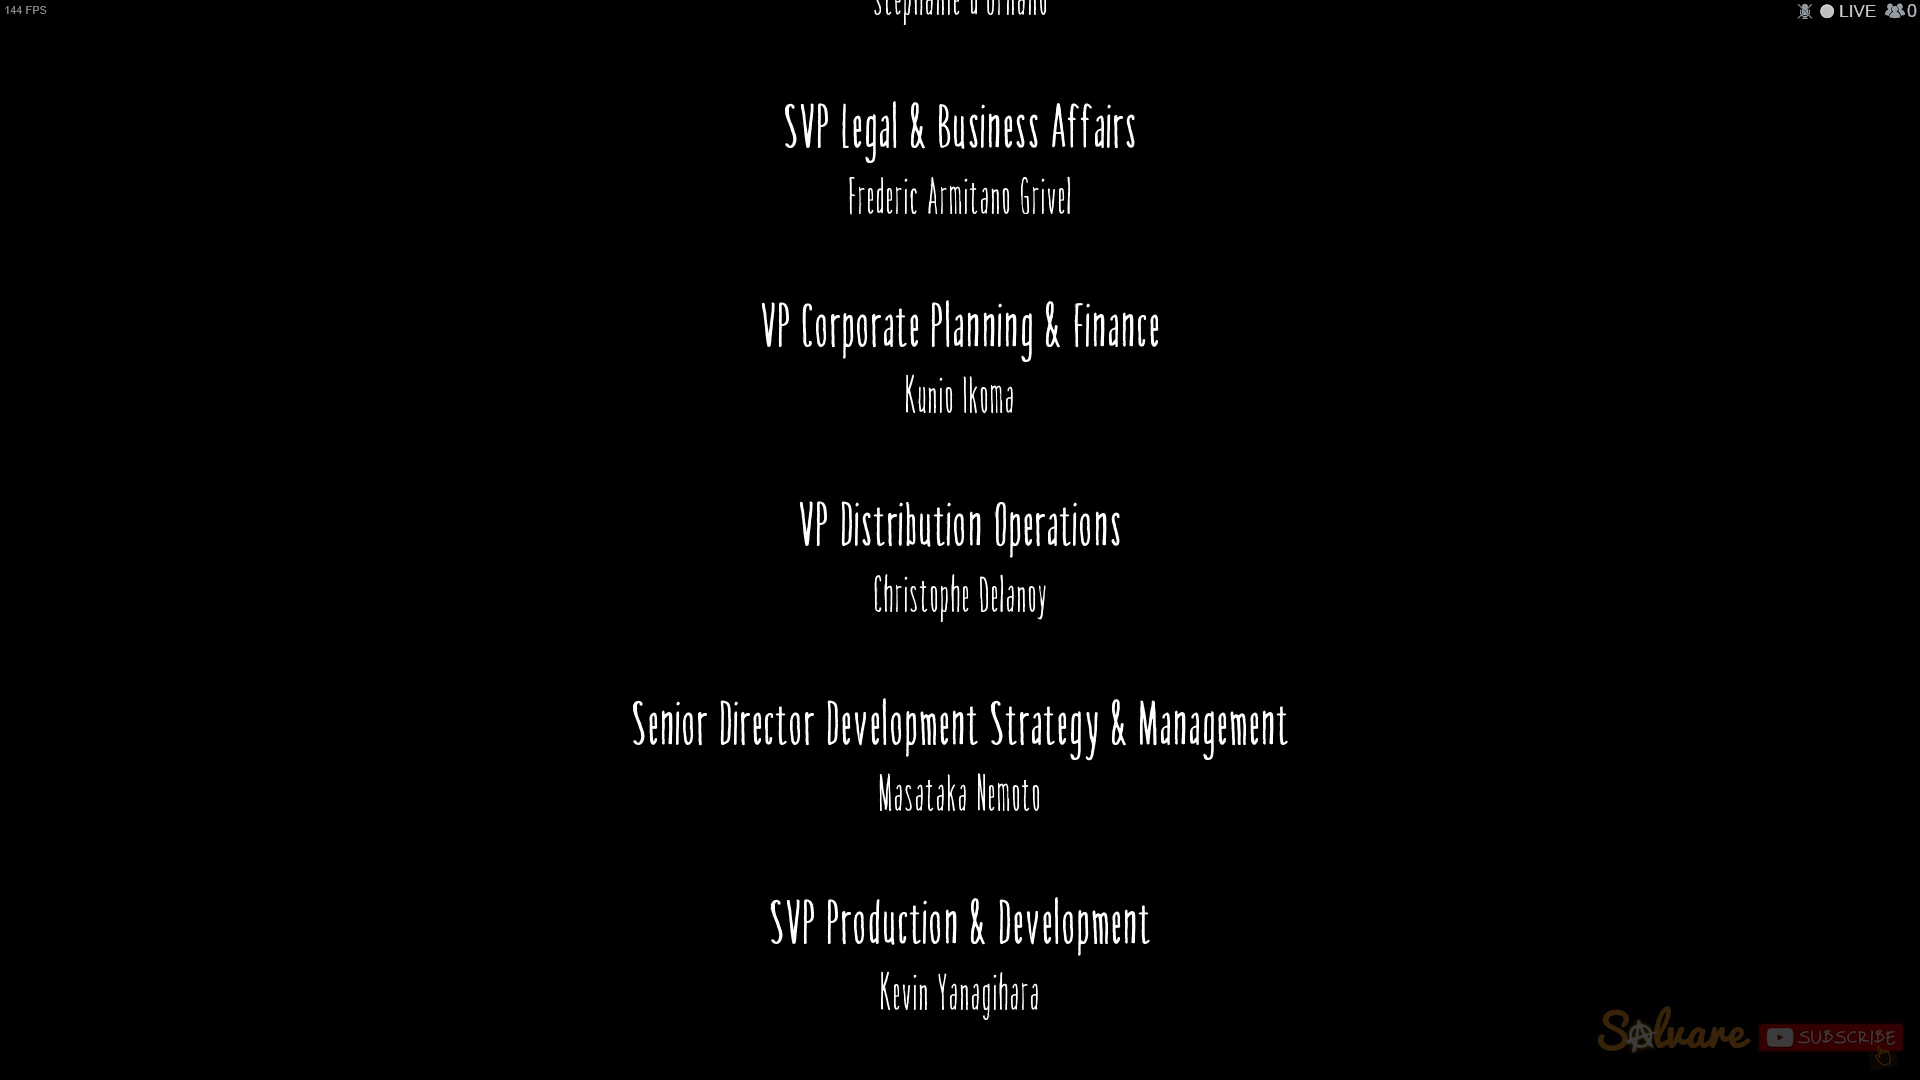 144 FPS
LIVE 0
SVP Legal & Business Affairs
Frederic Armitano Grivel
VP Corporate Planning & Finance
Kunio Ikoma
VP Distribution Operations
Christophe Delanoy
Senior Director Development Strategy & Management
Masataka Nemoto
SVP Production & Development
Kevin Yanagihara
Salvare SUBSCRIBE